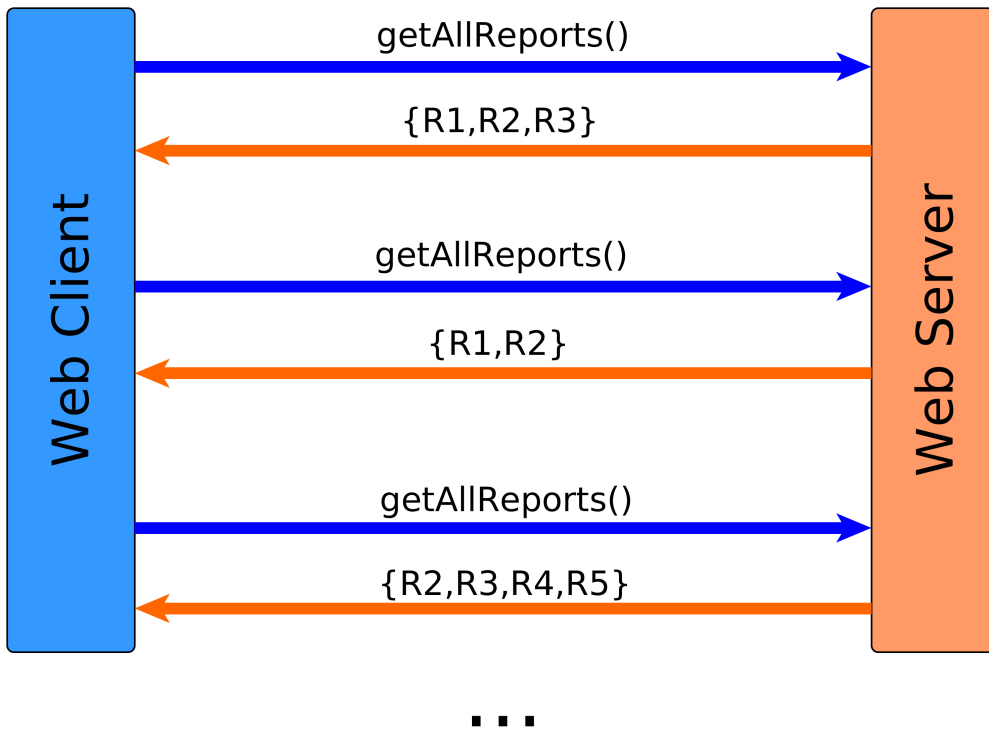 getAllReports()
{R1,R2,R3}
getAllReports()
{R1,R2}
getAllReports()
{R2,R3,R4,R5}
Web Client
Web Server
...